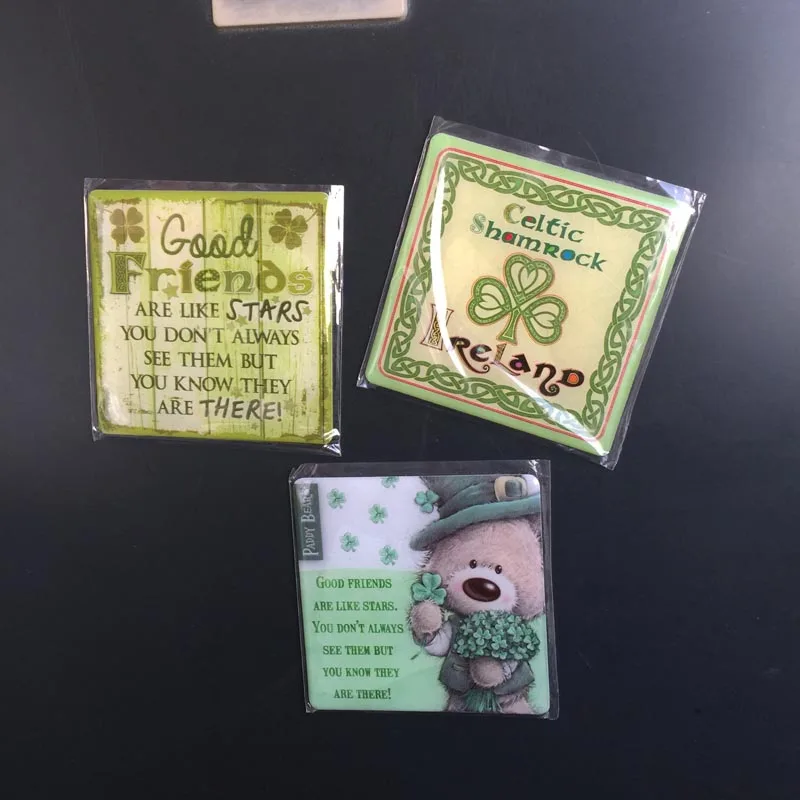 Good
Friends
ARE LIKE STARS
YOU DON'T ALWAYS
SEE THEM BUT
YOU KNOW THEY
ARE THERE!
Celtic
Shamrock
IReLAND
PADDY BEAR
GOOD FRIENDS
ARE LIKE STARS.
YOU DON'T ALWAYS
SEE THEM BUT
YOU KNOW THEY
ARE THERE!